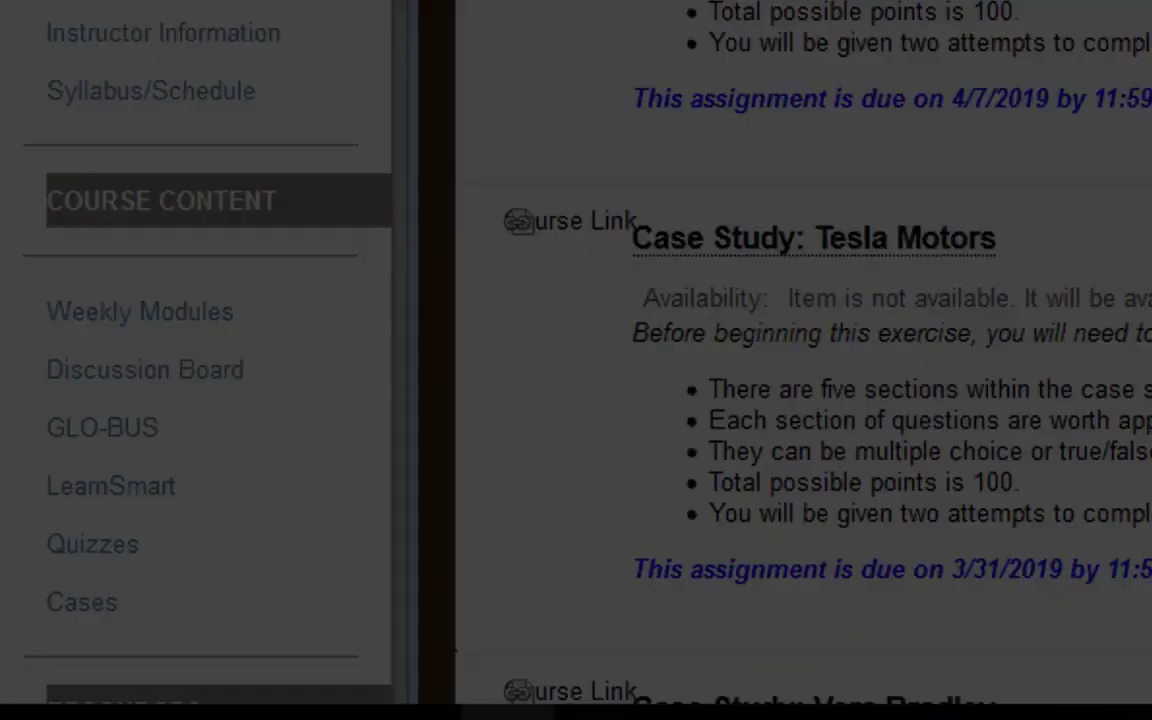 Instructor Information
Syllabus/Schedule
COURSE CONTENT
Weekly Modules
Discussion Board
GLO-BUS
LearnSmart
Quizzes
Cases
Total possible points is 100.
You will be given two attempts to compl
This assignment is due on 4/7/2019 by 11:59
urse Link
Case Study: Tesla Motors
Availability: Item is not available. It will be ava
Before beginning this exercise, you will need to
There are five sections within the case s
Each section of questions are worth app
They can be multiple choice or true/fals
Total possible points is 100.
You will be given two attempts to compl
This assignment is due on 3/31/2019 by 11:5
urse Link
Case Study: Vera Bradley